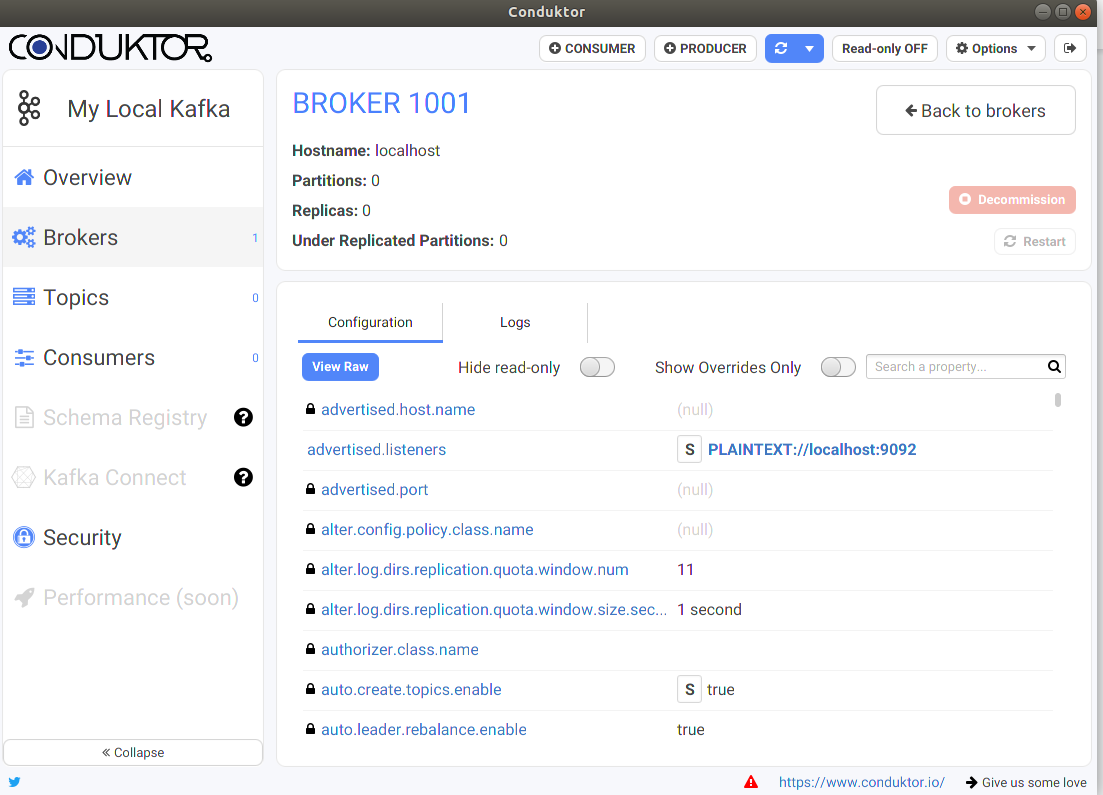 Conduktor
CONDUKTOR
CONSUMER
PRODUCER
Read-only OFF
Options
My Local Kafka
Overview
Brokers 1
Topics 0
Consumers 0
Schema Registry ?
Kafka Connect ?
Security
Performance (soon)
Collapse
BROKER 1001
Back to brokers
Hostname: localhost
Partitions: 0
Replicas: 0
Under Replicated Partitions: 0
Decommission
Restart
Configuration
Logs
View Raw
Hide read-only
Show Overrides Only
Search a property...
advertised.host.name (null)
advertised.listeners S PLAINTEXT://localhost:9092
advertised.port (null)
alter.config.policy.class.name (null)
alter.log.dirs.replication.quota.window.num 11
alter.log.dirs.replication.quota.window.size.sec... 1 second
authorizer.class.name
auto.create.topics.enable S true
auto.leader.rebalance.enable true
https://www.conduktor.io/
Give us some love